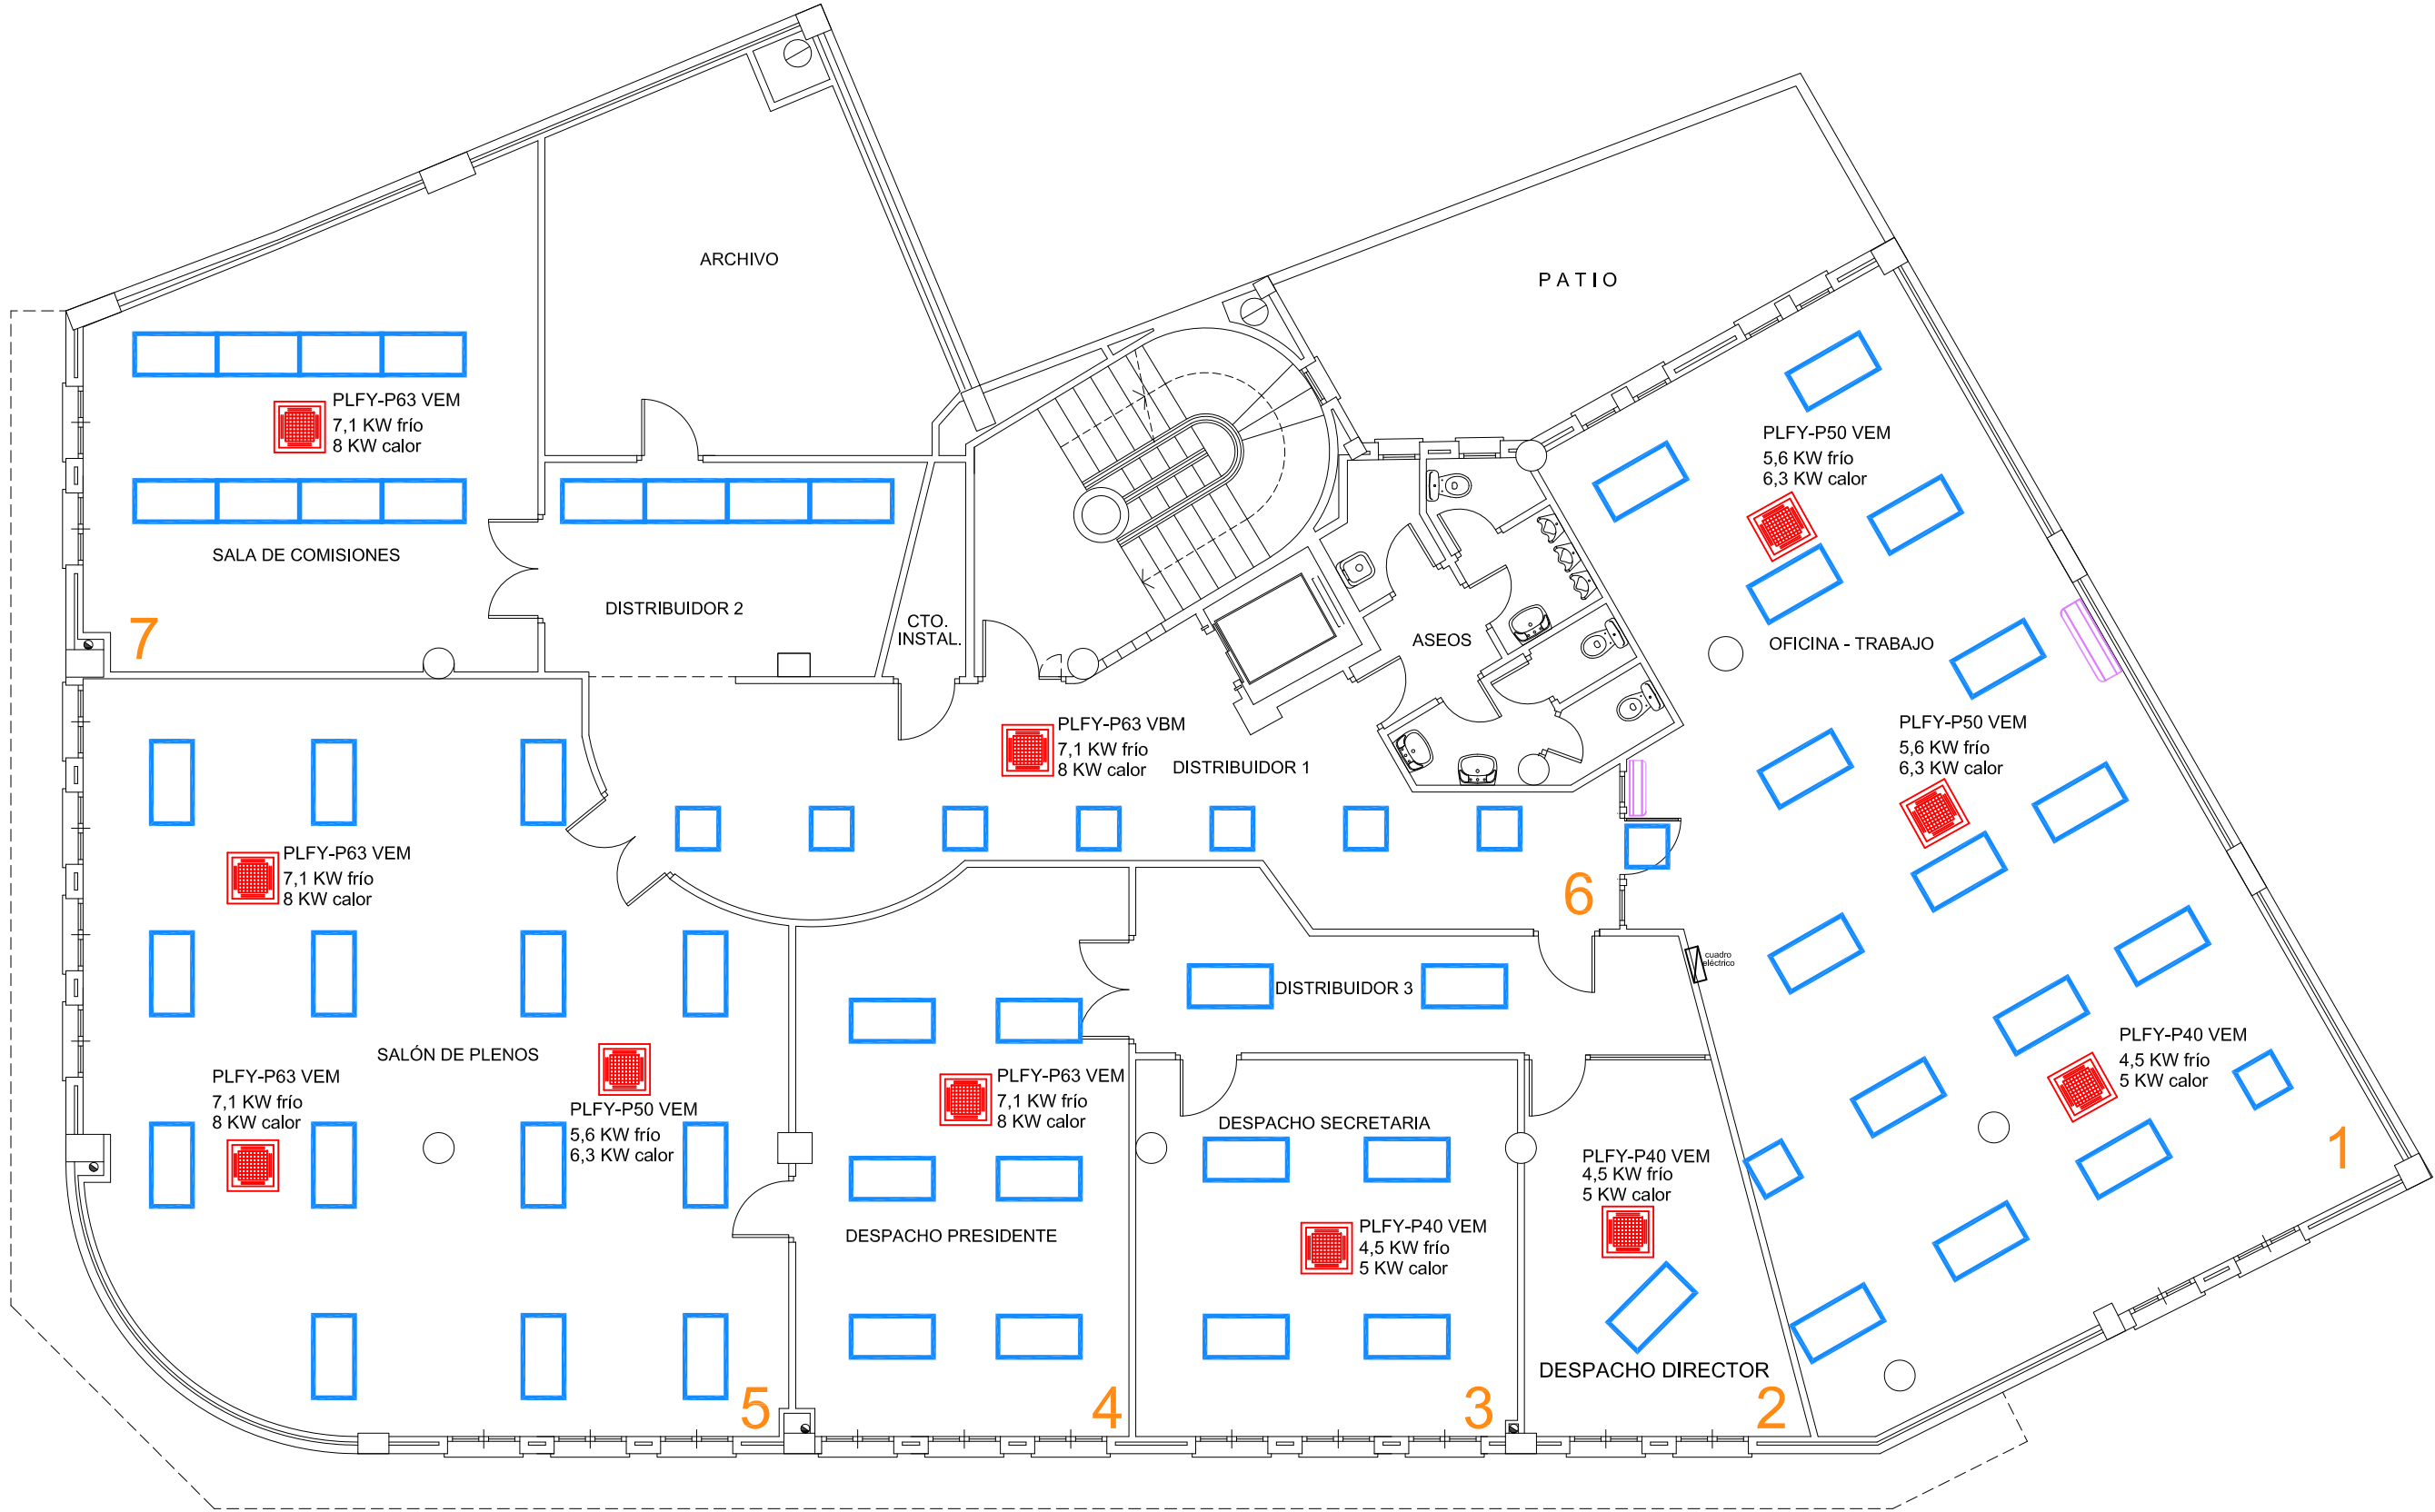 ARCHIVO
PATIO
PLFY-P63 VEM
7,1 KW frío
8 KW calor
SALA DE COMISIONES
7
DISTRIBUIDOR 2
CTO.
INSTAL.
ASEOS
PLFY-P50 VEM
5,6 KW frío
6,3 KW calor
OFICINA - TRABAJO
PLFY-P63 VBM
7,1 KW frío
8 KW calor
DISTRIBUIDOR 1
PLFY-P50 VEM
5,6 KW frío
6,3 KW calor
PLFY-P63 VEM
7,1 KW frío
8 KW calor
6
cuadro
eléctrico
DISTRIBUIDOR 3
SALÓN DE PLENOS
PLFY-P63 VEM
7,1 KW frío
8 KW calor
PLFY-P50 VEM
5,6 KW frío
6,3 KW calor
PLFY-P63 VEM
7,1 KW frío
8 KW calor
PLFY-P40 VEM
4,5 KW frío
5 KW calor
DESPACHO SECRETARIA
1
PLFY-P40 VEM
4,5 KW frío
5 KW calor
DESPACHO PRESIDENTE
PLFY-P40 VEM
4,5 KW frío
5 KW calor
DESPACHO DIRECTOR
5
4
3
2